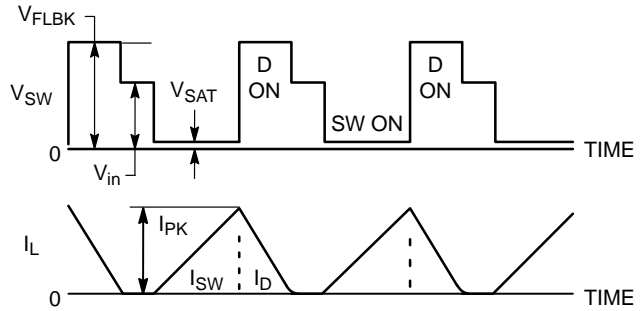 V_FLBK
V_SW
V_SAT
D
ON
D
ON
SW ON
0
V_in
TIME
I_L
I_PK
I_SW
I_D
0
TIME